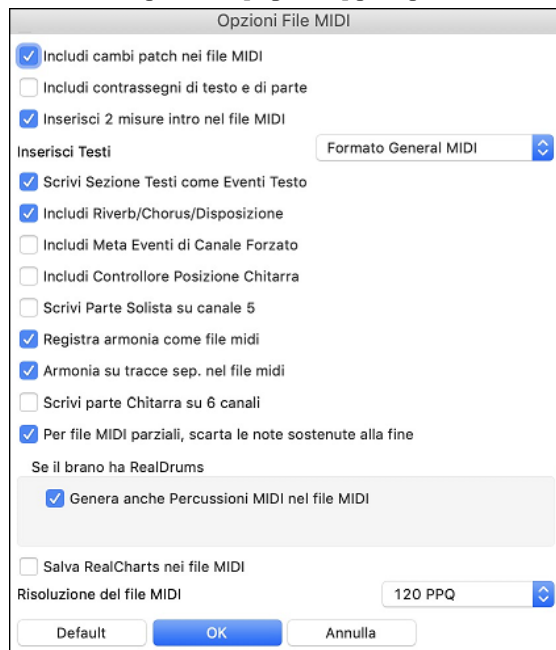 Opzioni File MIDI
Includi cambi patch nei file MIDI
Includi contrassegni di testo e di parte
Inserisci 2 misure intro nel file MIDI
Inserisci Testi Formato General MIDI
Scrivi Sezione Testi come Eventi Testo
Includi Riverb/Chorus/Disposizione
Includi Meta Eventi di Canale Forzato
Includi Controllore Posizione Chitarra
Scrivi Parte Solista su canale 5
Registra armonia come file midi
Armonia su tracce sep. nel file midi
Scrivi parte Chitarra su 6 canali
Per file MIDI parziali, scarta le note sostenute alla fine
Se il brano ha RealDrums
Genera anche Percussioni MIDI nel file MIDI
Salva RealCharts nei file MIDI
Risoluzione del file MIDI 120 PPQ
Default OK Annulla